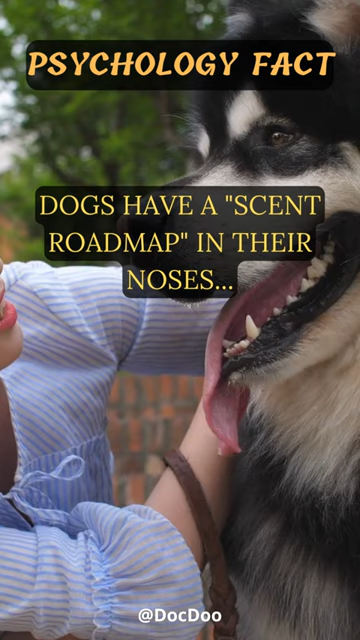 PSYCHOLOGY FACT
DOGS HAVE A "SCENT
ROADMAP" IN THEIR
NOSES...
@DocDoo